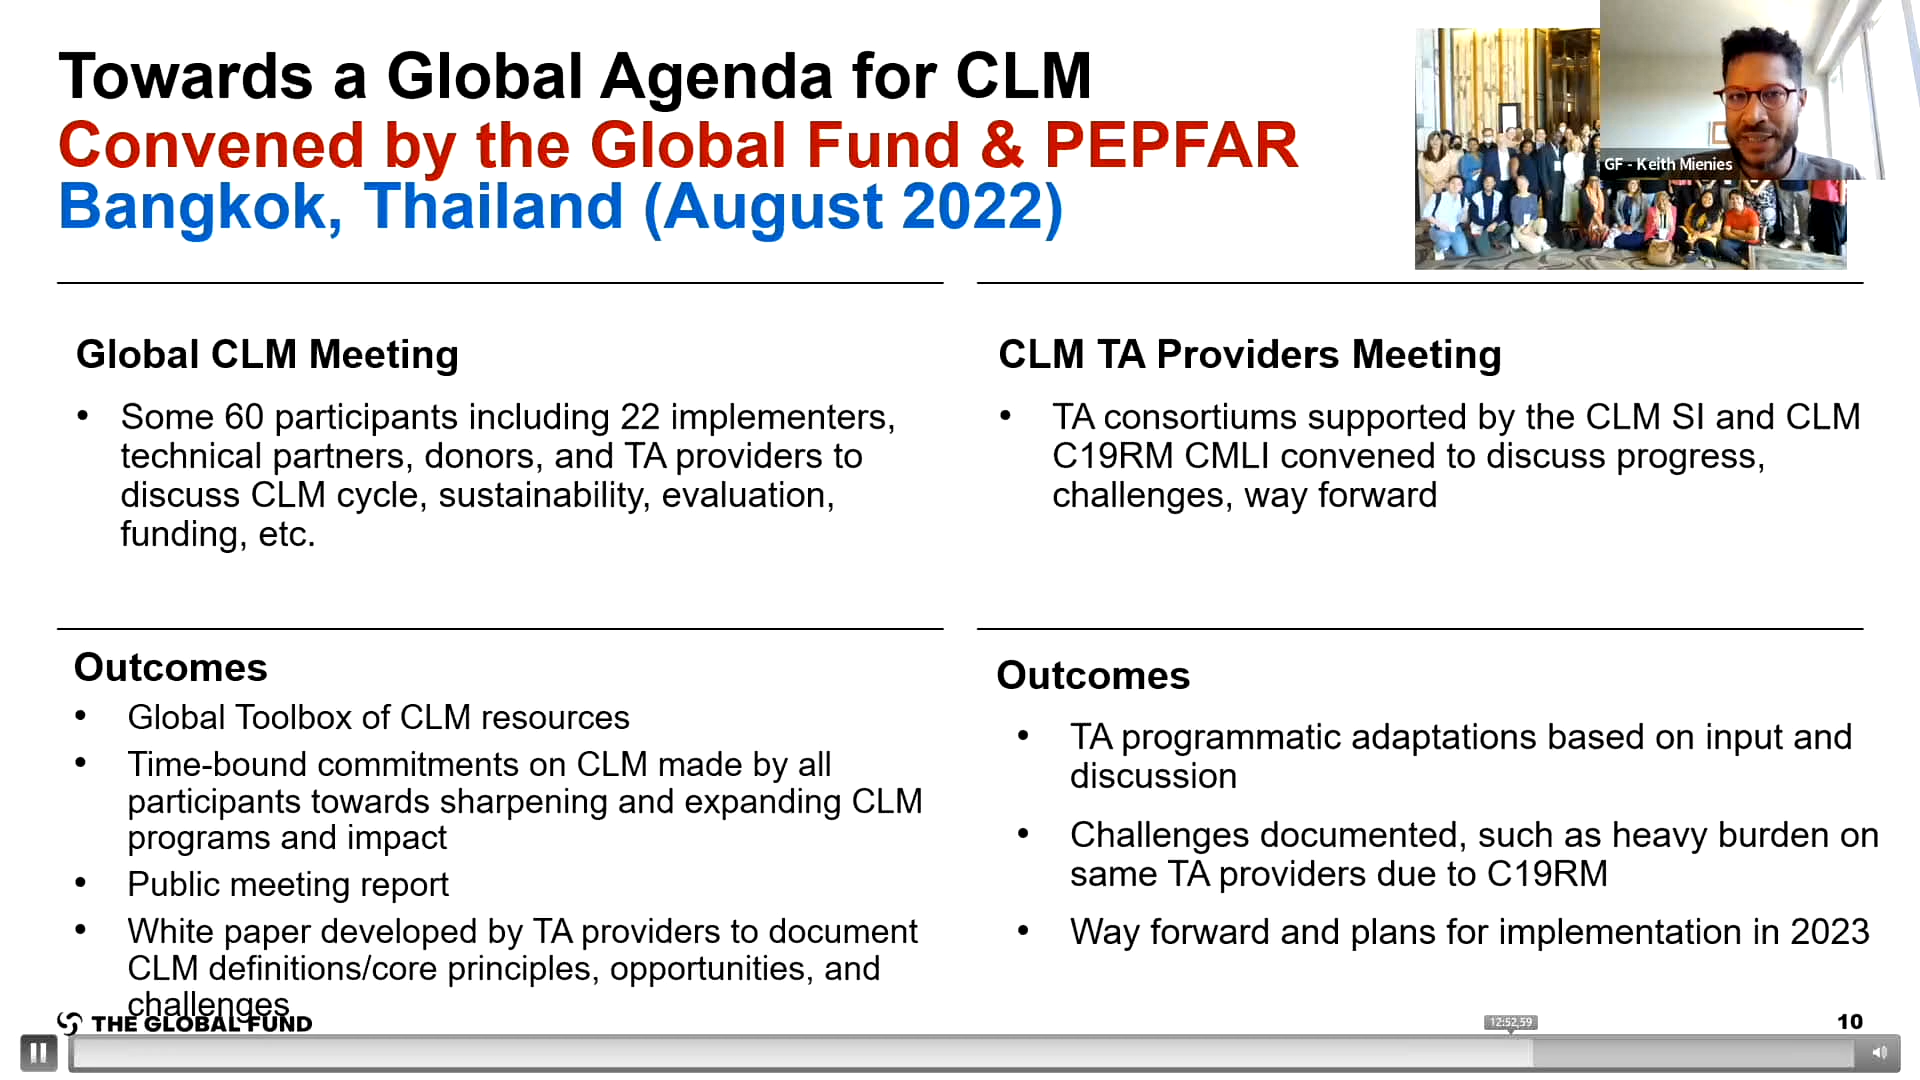 Towards a Global Agenda for CLM
Convened by the Global Fund & PEPFAR
Bangkok, Thailand (August 2022)
GF - Keith Mienies
Global CLM Meeting
• Some 60 participants including 22 implementers,
technical partners, donors, and TA providers to
discuss CLM cycle, sustainability, evaluation,
funding, etc.
CLM TA Providers Meeting
• TA consortiums supported by the CLM SI and CLM
C19RM CMLI convened to discuss progress,
challenges, way forward
Outcomes
• Global Toolbox of CLM resources
• Time-bound commitments on CLM made by all
participants towards sharpening and expanding CLM
programs and impact
• Public meeting report
• White paper developed by TA providers to document
CLM definitions/core principles, opportunities, and
challenges
Outcomes
• TA programmatic adaptations based on input and
discussion
• Challenges documented, such as heavy burden on
same TA providers due to C19RM
• Way forward and plans for implementation in 2023
THE GLOBAL FUND
10
12:52:59